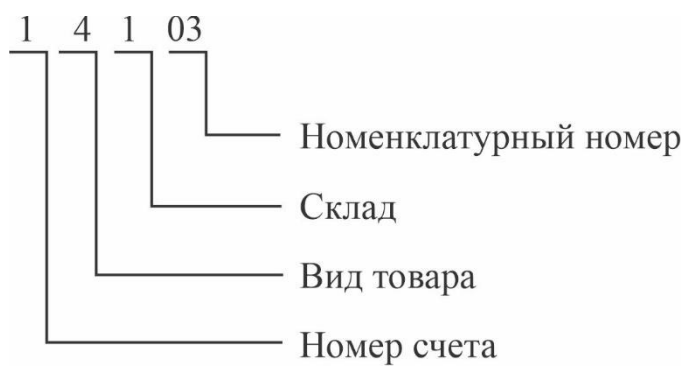 1 4 1 03
Номенклатурный номер
Склад
Вид товара
Номер счета